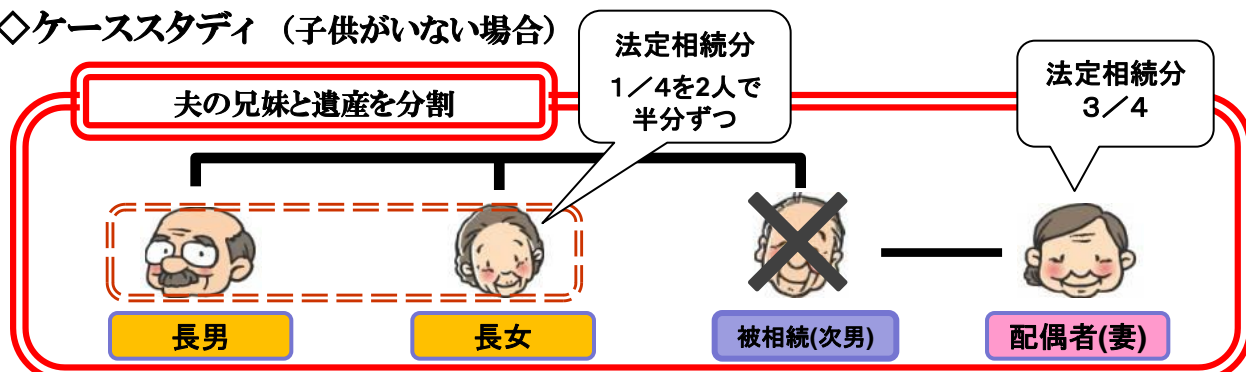 ◇ケーススタディ（子供がいない場合）
夫の兄妹と遺産を分割
法定相続分
1／4を2人で
半分ずつ
法定相続分
3／4
長男
長女
被相続(次男)
配偶者(妻)